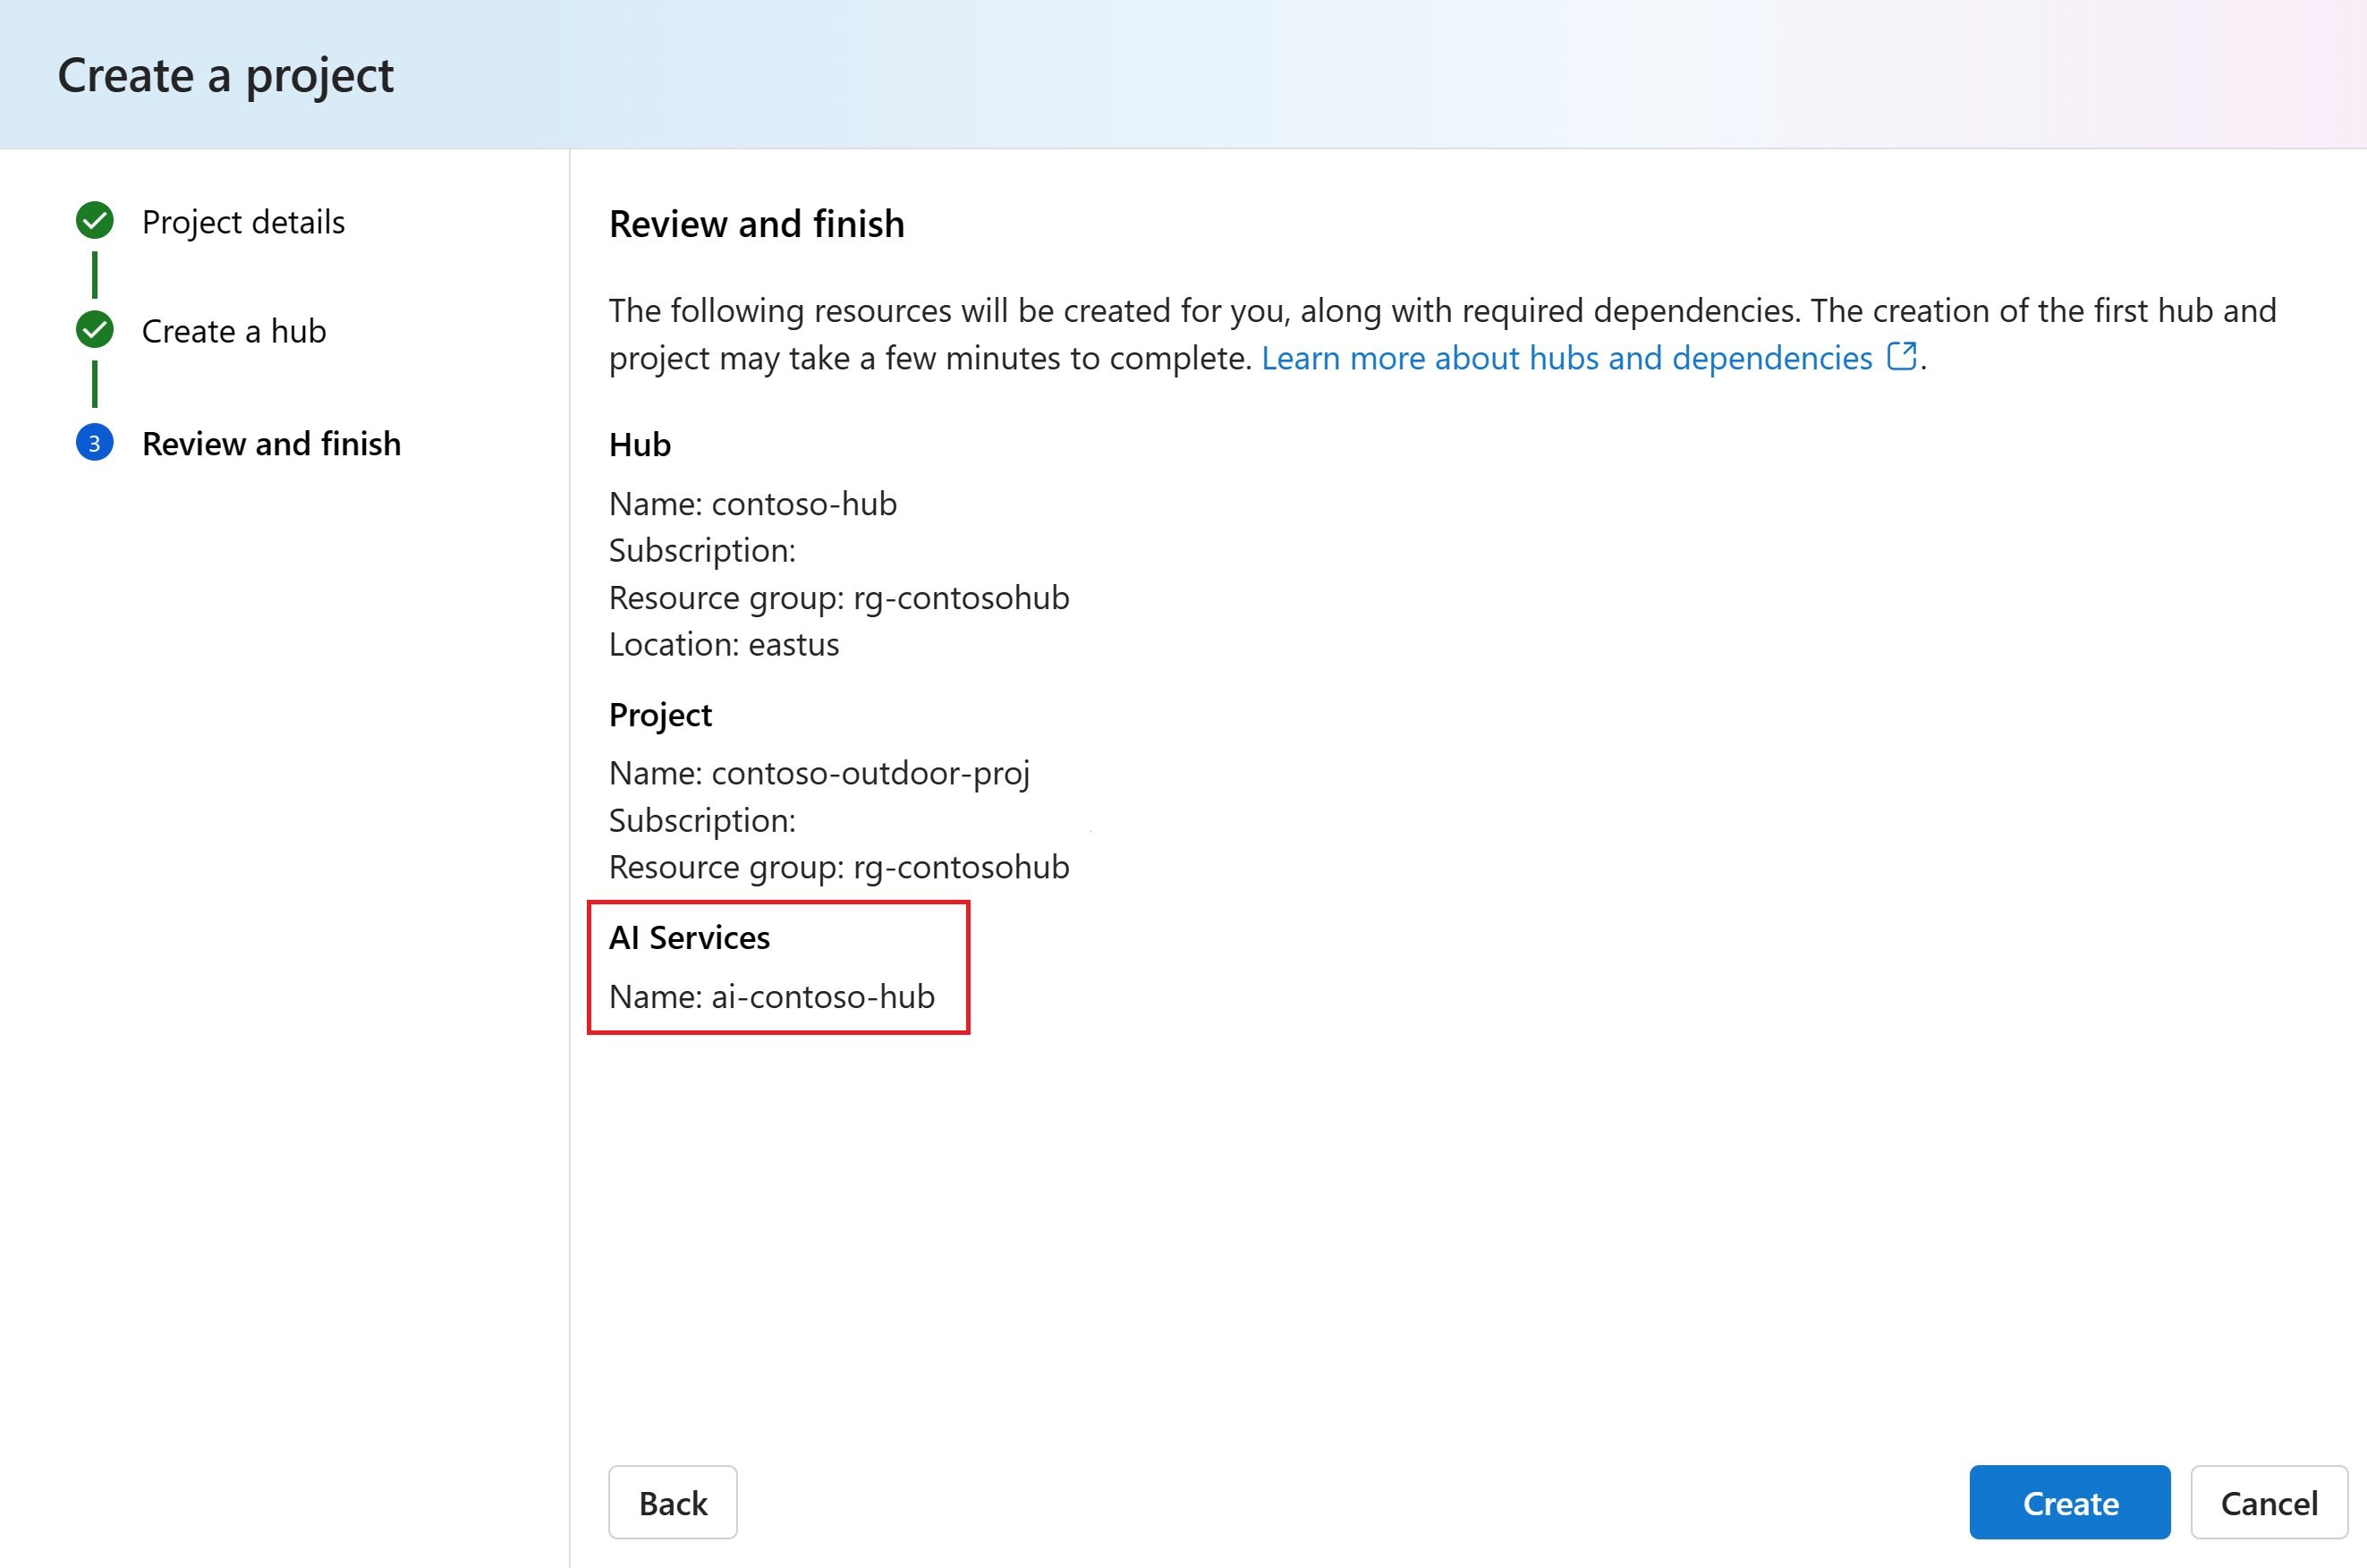 Create a project
Project details
Create a hub
3
Review and finish
Review and finish
The following resources will be created for you, along with required dependencies. The creation of the first hub and
project may take a few minutes to complete. Learn more about hubs and dependencies.
Hub
Name: contoso-hub
Subscription:
Resource group: rg-contosohub
Location: eastus
Project
Name: contoso-outdoor-proj
Subscription:
Resource group: rg-contosohub
AI Services
Name: ai-contoso-hub
Back
Create
Cancel